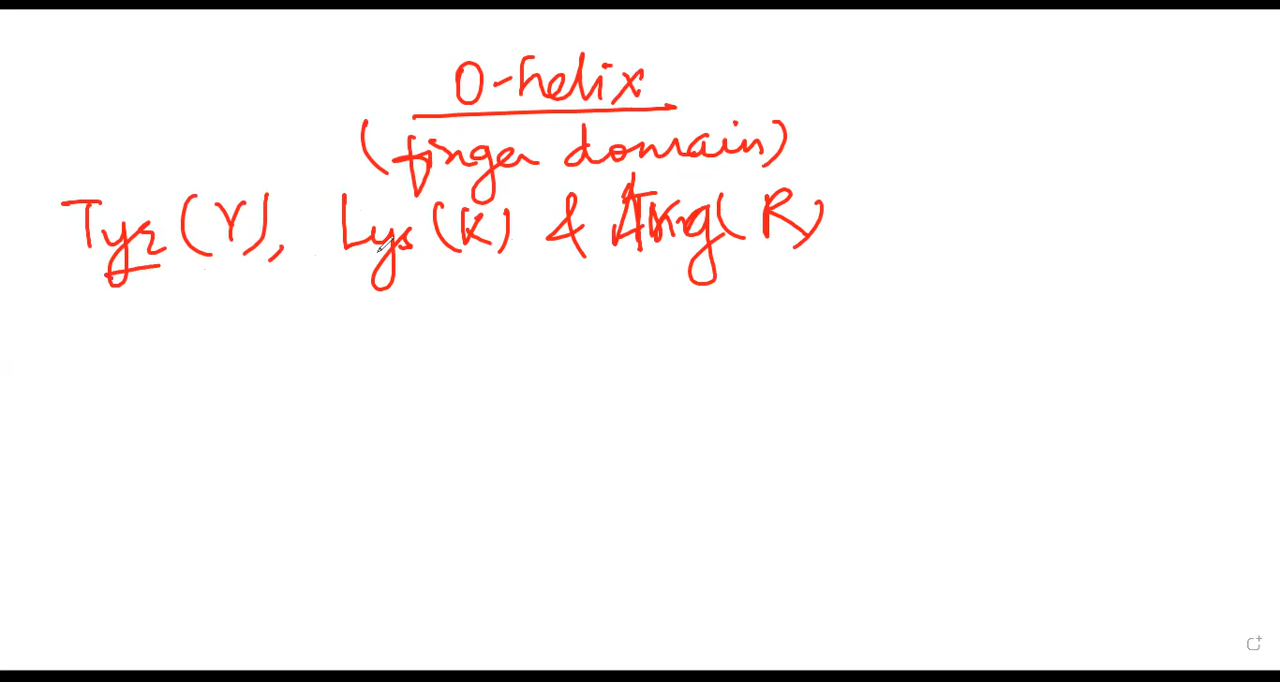 O-helix
(finger domain)
Tyr (Y), Lys (K) & Arg (R)